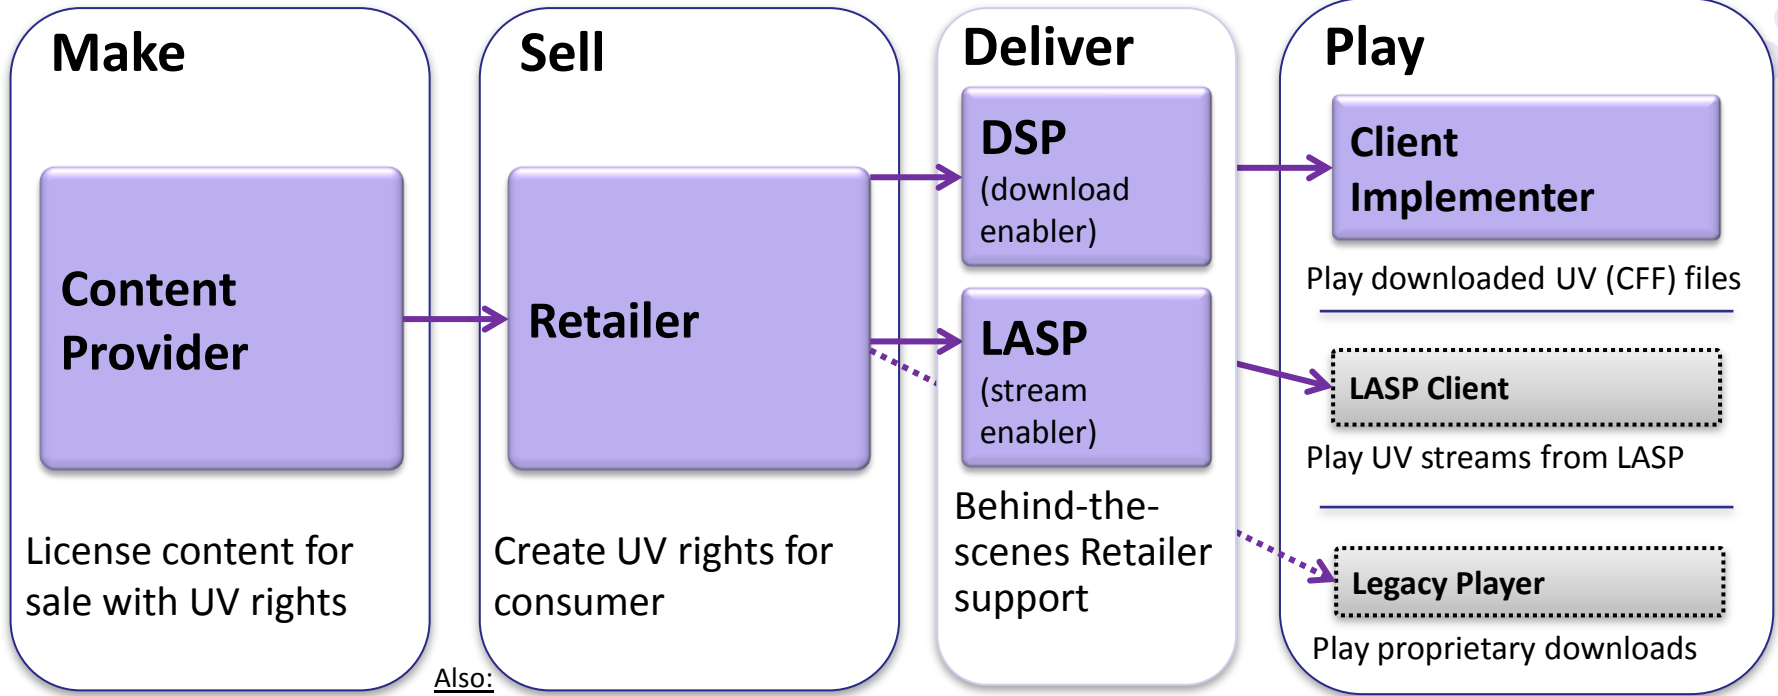 Make
Content
Provider
License content for
sale with UV rights
Sell
Retailer
Create UV rights for
consumer
Also:
Deliver
DSP
(download
enabler)
LASP
(stream
enabler)
Behind-the-
scenes Retailer
support
Play
Client
Implementer
Play downloaded UV (CFF) files
LASP Client
Play UV streams from LASP
Legacy Player
Play proprietary downloads